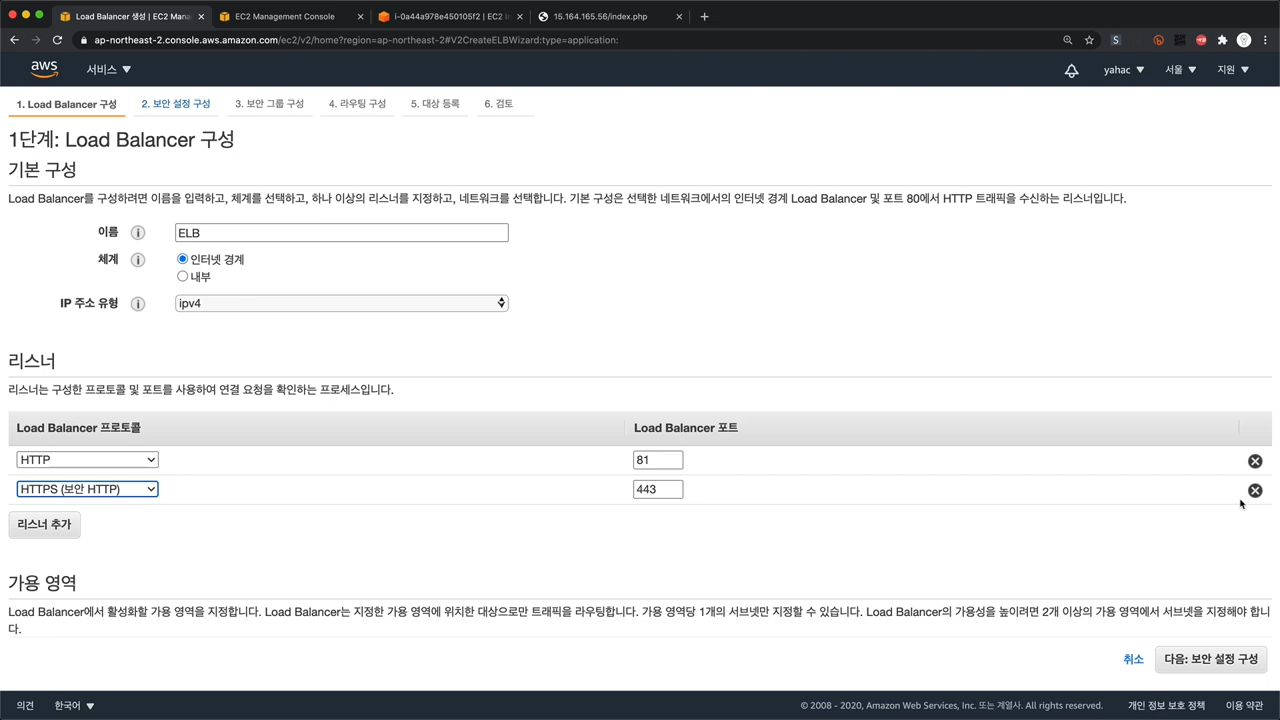 Load Balancer 생성 | EC2 Mana
EC2 Management Console
i-0a44a978e450105f2 | EC2 In
15.164.165.56/index.php
ap-northeast-2.console.aws.amazon.com/ec2/v2/home?region=ap-northeast-2#V2CreateELBWizard:type=application:
aws
서비스
yahac
서울
지원
1. Load Balancer 구성
2. 보안 설정 구성
3. 보안 그룹 구성
4. 라우팅 구성
5. 대상 등록
6. 검토
1단계: Load Balancer 구성
기본 구성
Load Balancer를 구성하려면 이름을 입력하고, 체계를 선택하고, 하나 이상의 리스너를 지정하고, 네트워크를 선택합니다. 기본 구성은 선택한 네트워크에서의 인터넷 경계 Load Balancer 및 포트 80에서 HTTP 트래픽을 수신하는 리스너입니다.
이름 i ELB
체계 i 인터넷 경계
내부
IP 주소 유형 i ipv4
리스너
리스너는 구성한 프로토콜 및 포트를 사용하여 연결 요청을 확인하는 프로세스입니다.
Load Balancer 프로토콜 Load Balancer 포트
HTTP 81
HTTPS (보안 HTTP) 443
리스너 추가
가용 영역
Load Balancer에서 활성화할 가용 영역을 지정합니다. Load Balancer는 지정한 가용 영역에 위치한 대상으로만 트래픽을 라우팅합니다. 가용 영역당 1개의 서브넷만 지정할 수 있습니다. Load Balancer의 가용성을 높이려면 2개 이상의 가용 영역에서 서브넷을 지정해야 합니
다.
취소 다음: 보안 설정 구성
의견 한국어 © 2008 - 2020, Amazon Web Services, Inc. 또는 계열사. All rights reserved. 개인 정보 보호 정책 이용 약관